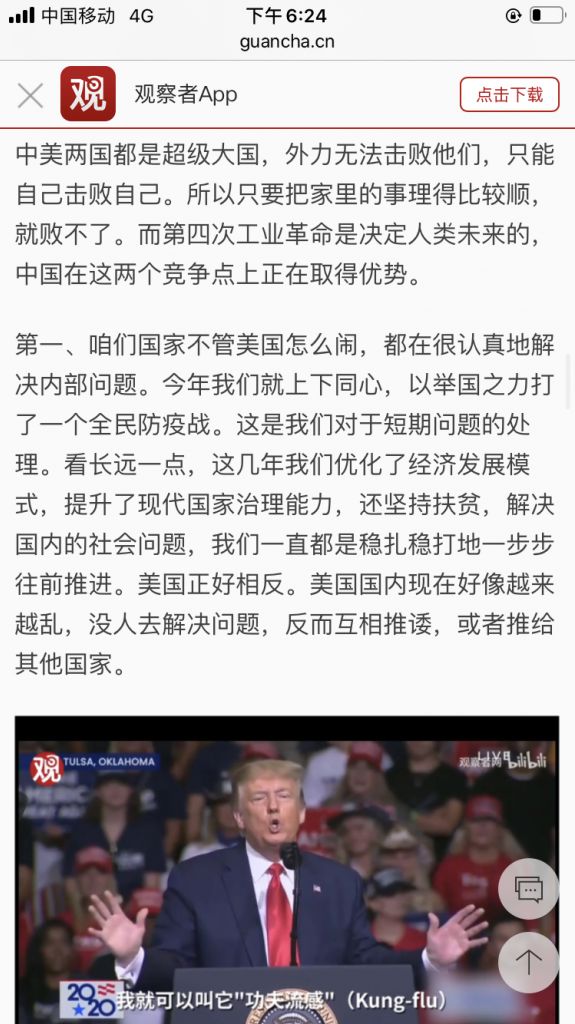 中国移动 4G 下午6:24
guancha.cn
观 观察者App 点击下载
中美两国都是超级大国，外力无法击败他们，只能
自己击败自己。所以只要把家里的事理得比较顺，
就败不了。而第四次工业革命是决定人类未来的，
中国在这两个竞争点上正在取得优势。
第一、咱们国家不管美国怎么闹，都在很认真地解
决内部问题。今年我们就上下同心，以举国之力打
了一个全民防疫战。这是我们对于短期问题的处
理。看长远一点，这几年我们优化了经济发展模
式，提升了现代国家治理能力，还坚持扶贫，解决
国内的社会问题，我们一直都是稳扎稳打地一步步
往前推进。美国正好相反。美国国内现在好像越来
越乱，没人去解决问题，反而互相推诿，或者推给
其他国家。
观 TULSA, OKLAHOMA 观察者网 bilibili
2020 我就可以叫它"功夫流感"（Kung-flu）